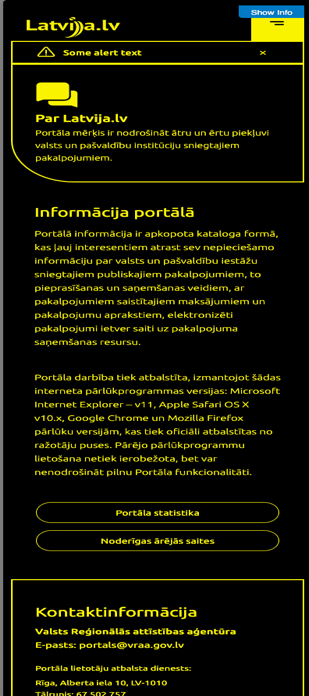 Show Info
Latvija.lv
Some alert text
×
Par Latvija.lv
Portāla mērķis ir nodrošināt ātru un ērtu piekļuvi
valsts un pašvaldību institūciju sniegtajiem
pakalpojumiem.
Informācija portālā
Portālā informācija ir apkopota kataloga formā,
kas ļauj interesentiem atrast sev nepieciešamo
informāciju par valsts un pašvaldību iestāžu
sniegtajiem publiskajiem pakalpojumiem, to
pieprasīšanas un saņemšanas veidiem, ar
pakalpojumiem saistītajiem maksājumiem un
pakalpojumu aprakstiem, elektronizēti
pakalpojumi ietver saiti uz pakalpojuma
saņemšanas resursu.
Portāla darbība tiek atbalstīta, izmantojot šādas
interneta pārlūkprogrammas versijas: Microsoft
Internet Explorer – v11, Apple Safari OS X
v10.x, Google Chrome un Mozilla Firefox
pārlūku versijām, kas tiek oficiāli atbalstītas no
ražotāju puses. Pārējo pārlūkprogrammu
lietošana netiek ierobežota, bet var
nenodrošināt pilnu Portāla funkcionalitāti.
Portāla statistika
Noderīgas ārējās saites
Kontaktinformācija
Valsts Reģionālās attīstības aģentūra
E-pasts: portals@vraa.gov.lv
Portāla lietotāju atbalsta dienests:
Rīga, Alberta iela 10, LV-1010
Tālrunis: 67 502 757